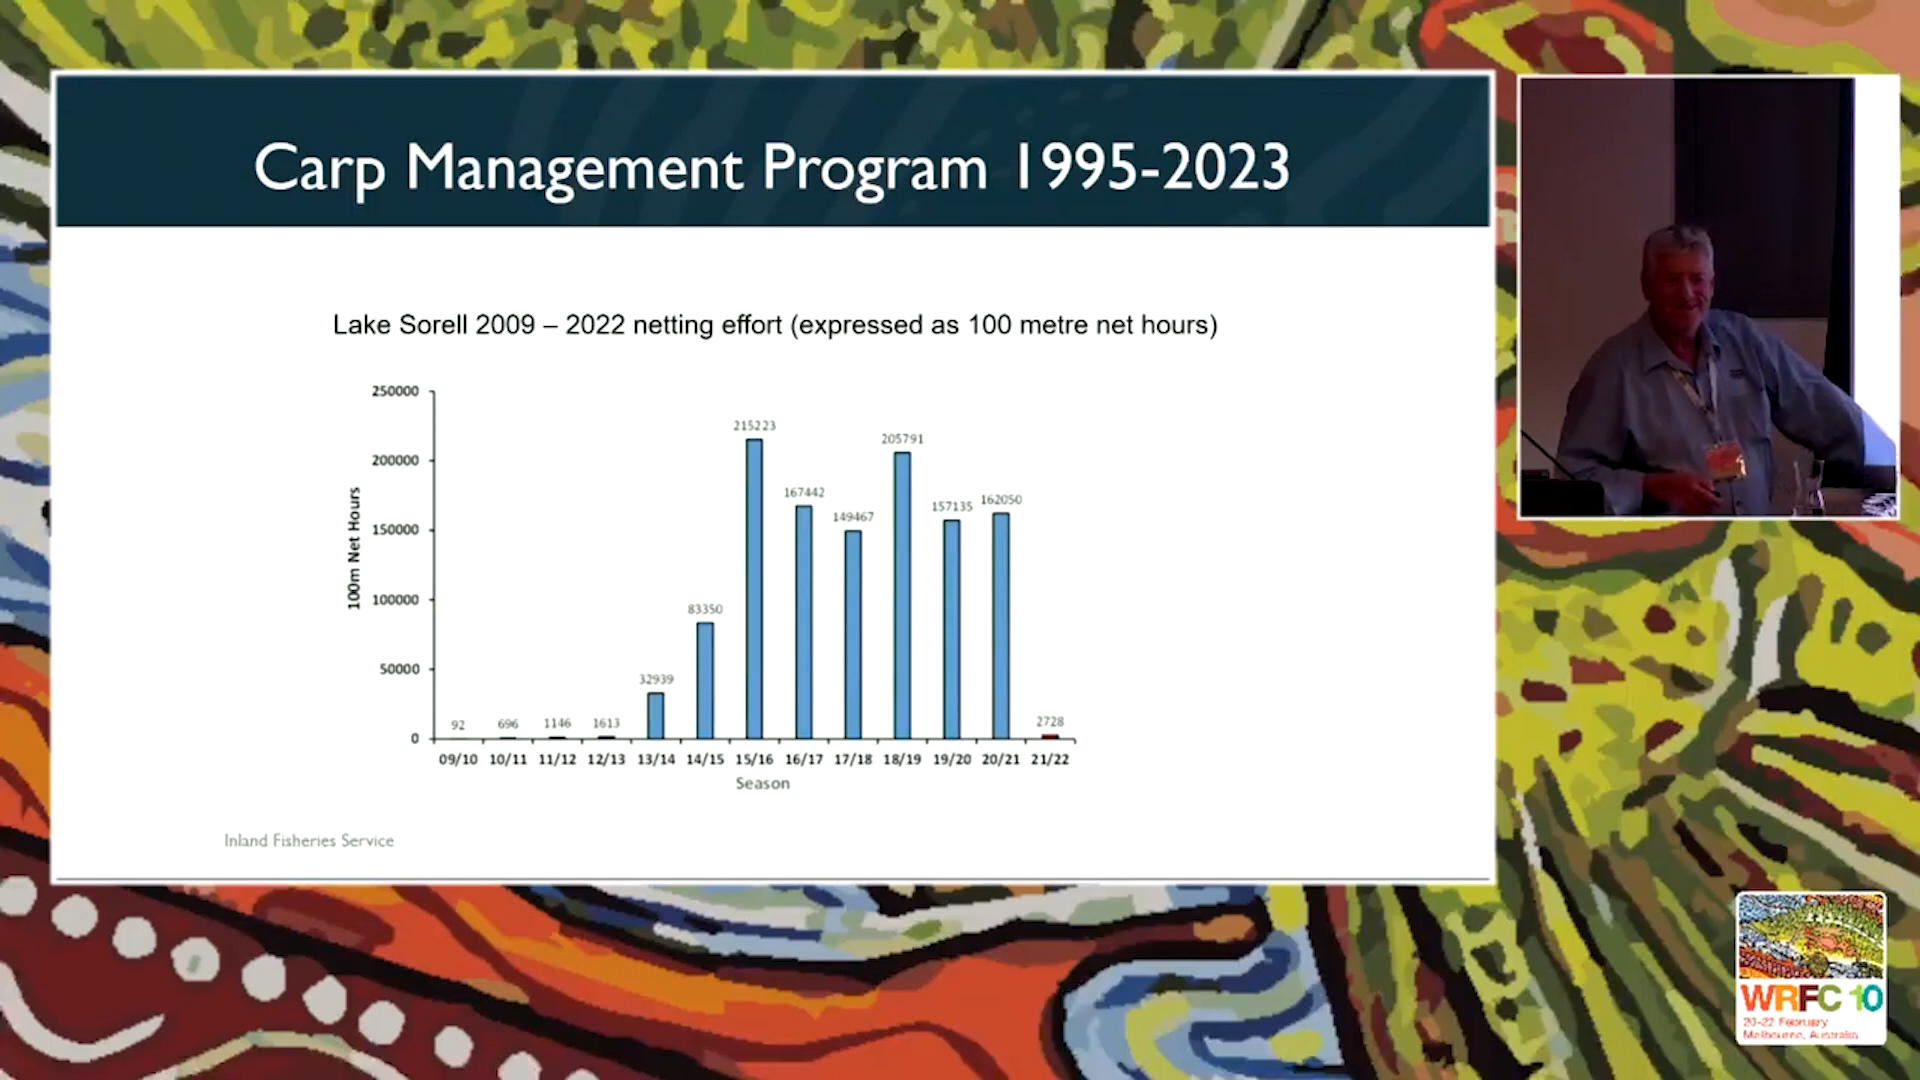 Carp Management Program 1995-2023
Lake Sorell 2009 – 2022 netting effort (expressed as 100 metre net hours)
250000
200000
150000
100000
50000
0
100m Net Hours
92
696
1146
1613
32939
83350
215223
167442
149467
205791
157135
162050
2728
09/10 10/11 11/12 12/13 13/14 14/15 15/16 16/17 17/18 18/19 19/20 20/21 21/22
Season
Inland Fisheries Service
WRFC 10
20-22 February
Melbourne, Australia